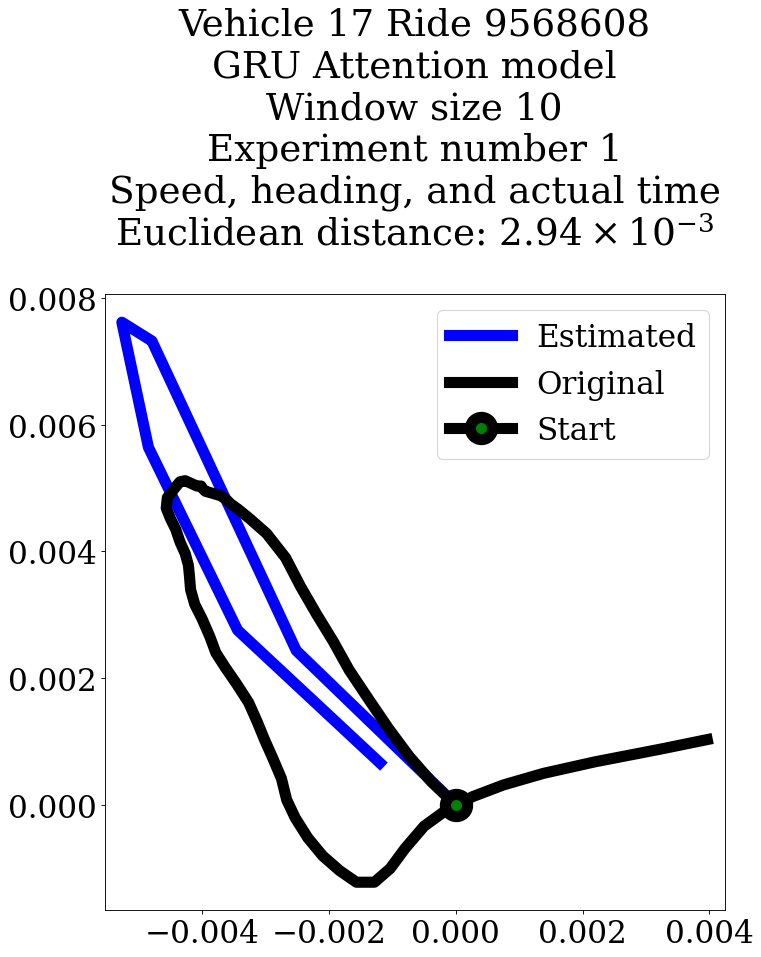 Vehicle 17 Ride 9568608
GRU Attention model
Window size 10
Experiment number 1
Speed, heading, and actual time
Euclidean distance: 2.94 × 10⁻³
Estimated
Original
Start
0.008
0.006
0.004
0.002
0.000
−0.004 −0.002 0.000 0.002 0.004